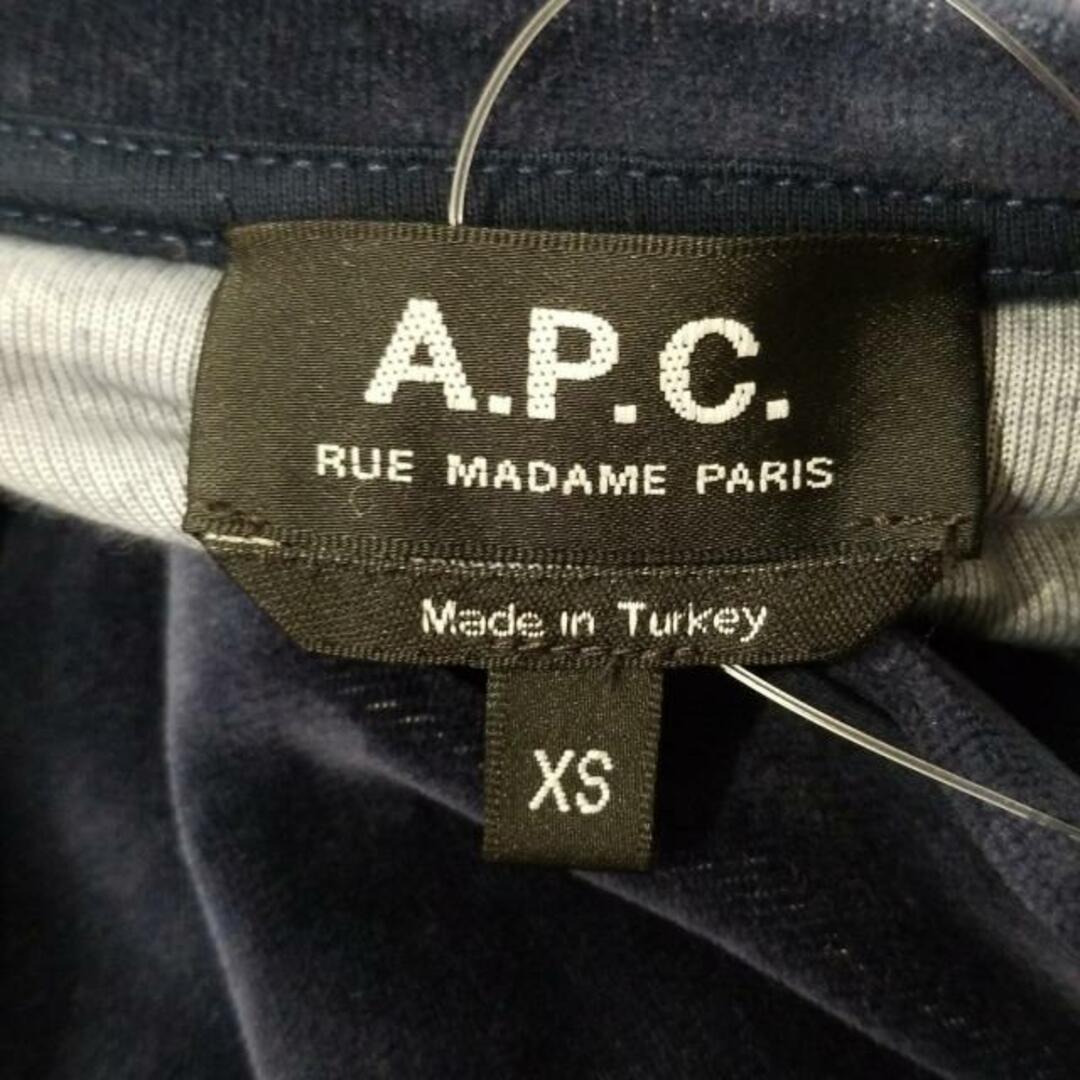 A.P.C.
RUE MADAME PARIS
Made in Turkey
XS